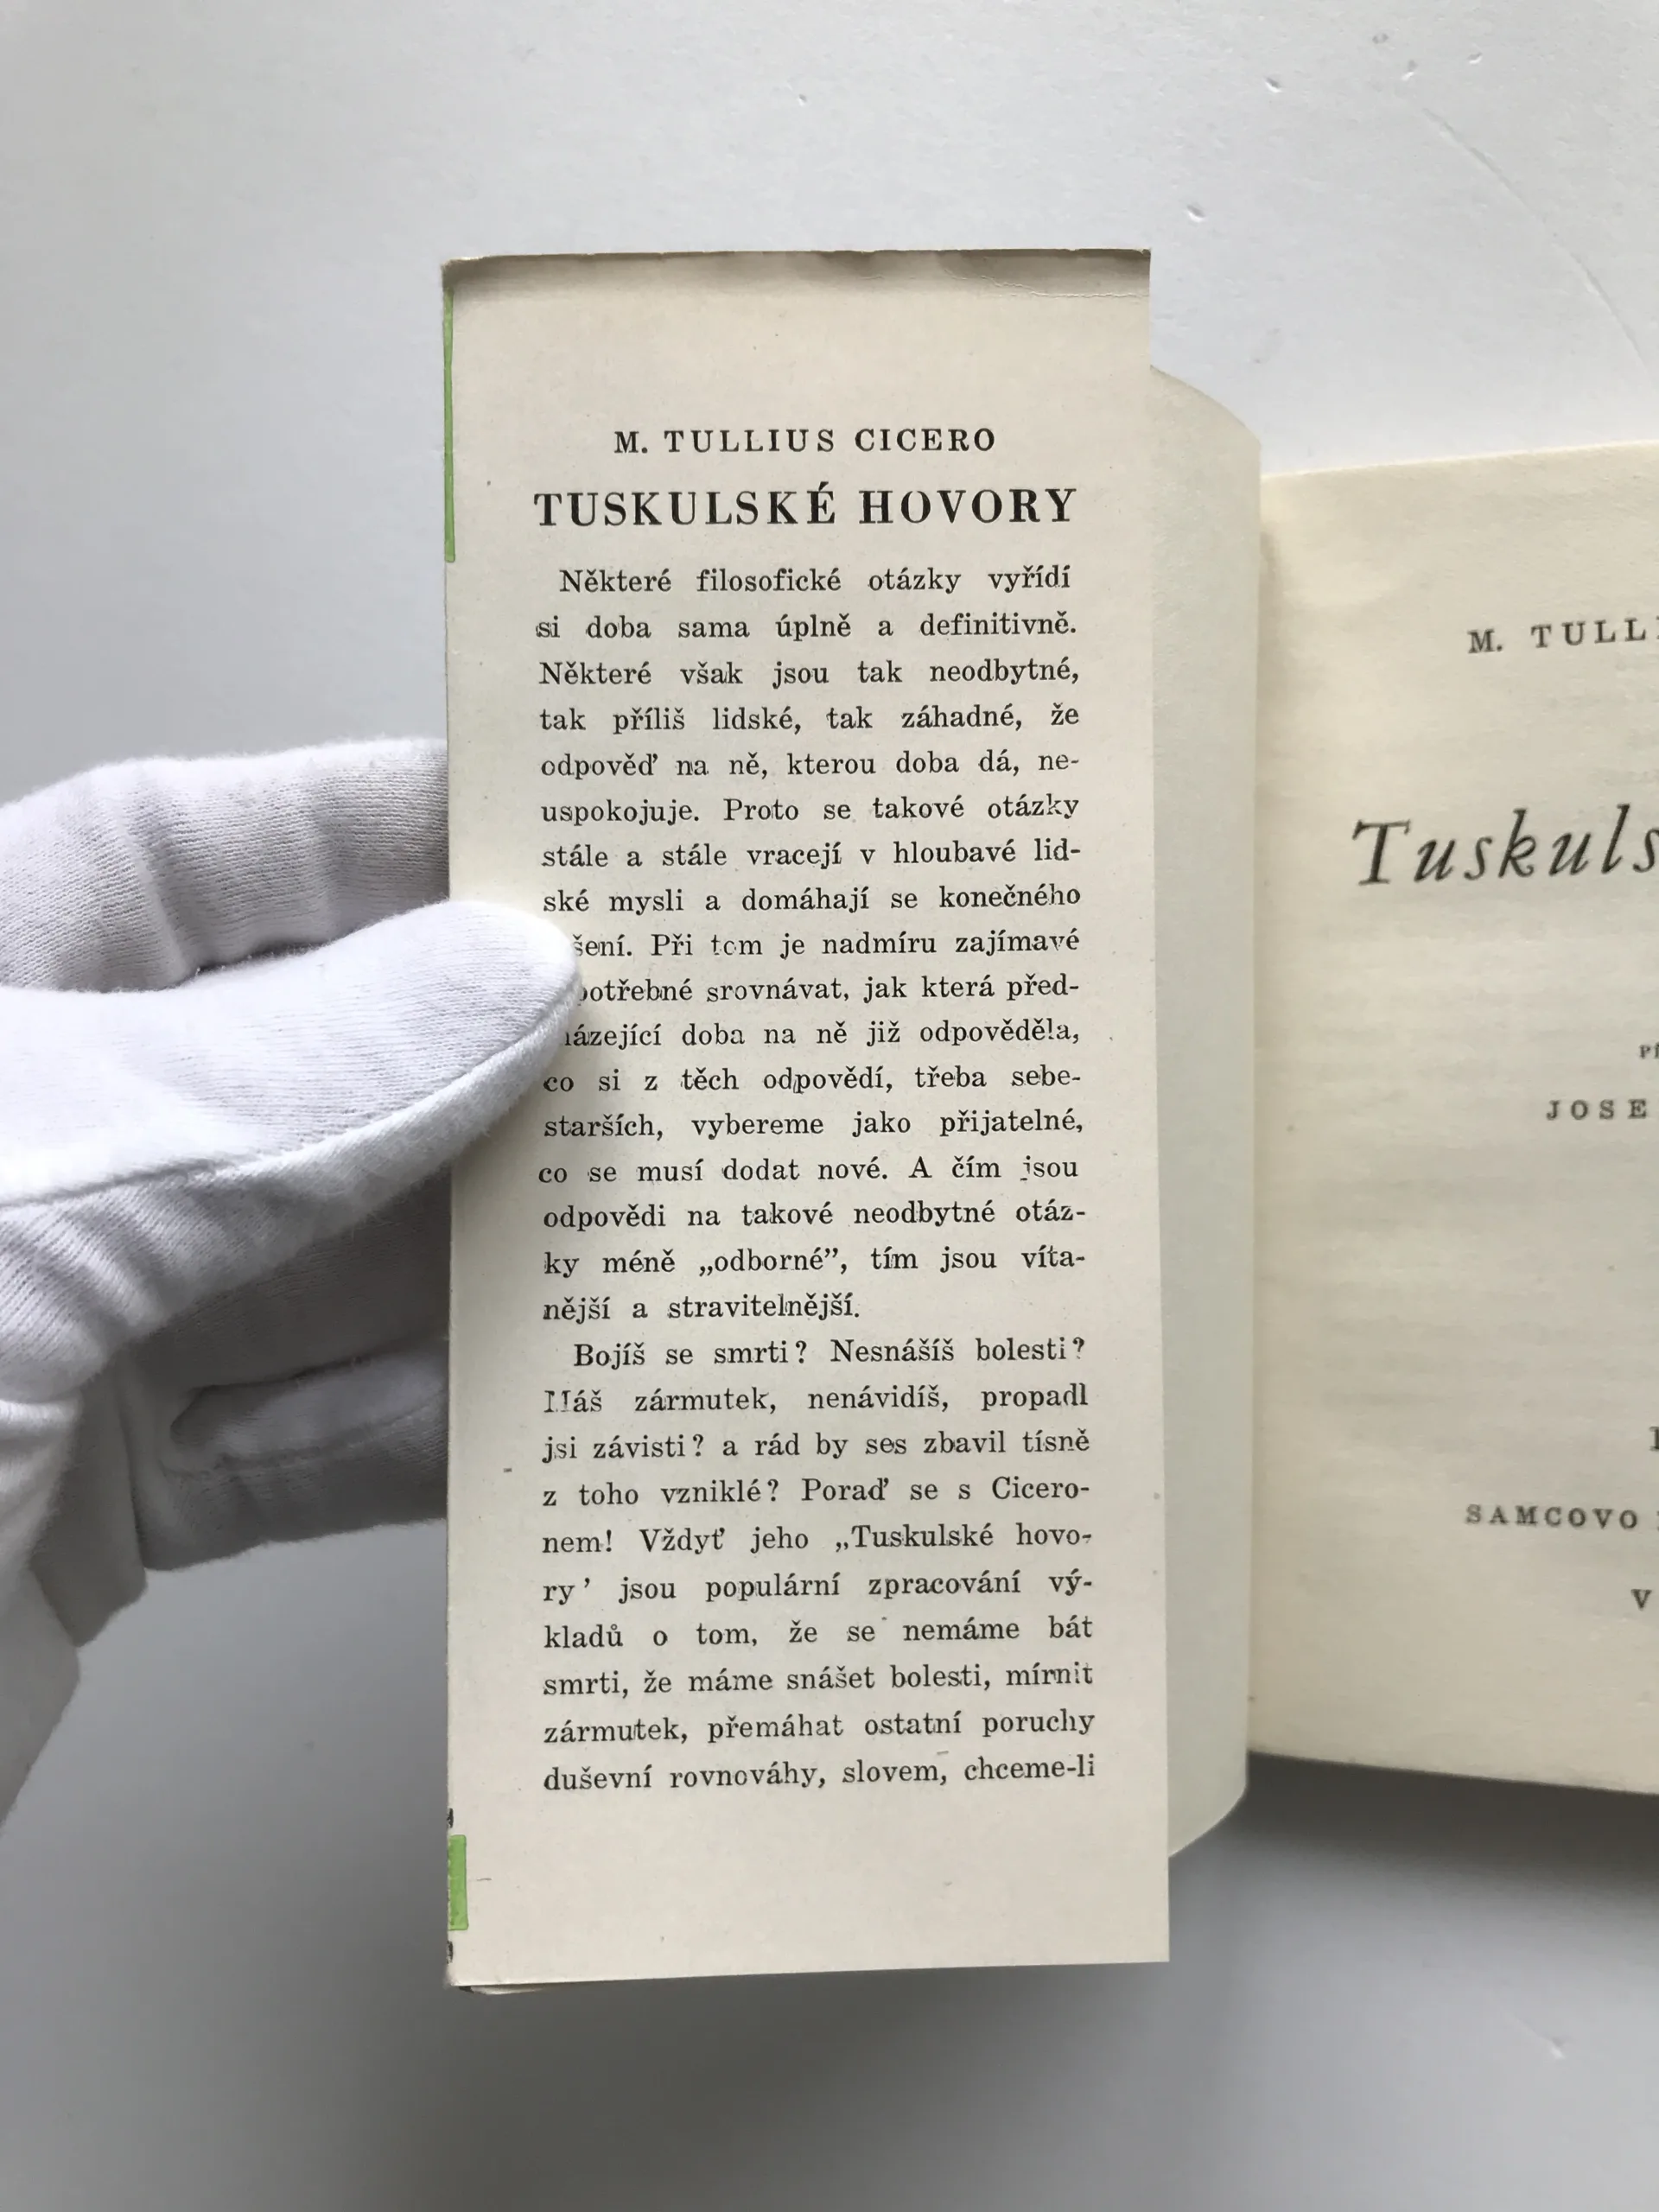 M. TULLIUS CICERO
TUSKULSKÉ HOVORY
Některé filosofické otázky vyřídí
si doba sama úplně a definitivně.
Některé však jsou tak neodbytné,
tak příliš lidské, tak záhadné, že
odpověď na ně, kterou doba dá, ne-
uspokojuje. Proto se takové otázky
stále a stále vracejí v hloubavé lid-
ské mysli a domáhají se konečného
šení. Při tom je nadmíru zajímavé
potřebné srovnávat, jak která před-
házející doba na ně již odpověděla,
co si z těch odpovědí, třeba sebe-
starších, vybereme jako přijatelné,
co se musí dodat nové. A čím jsou
odpovědi na takové neodbytné otáz-
ky méně „odborné”, tím jsou víta-
nější a stravitelnější.
Bojíš se smrti? Nesnášíš bolesti?
Máš zármutek, nenávidíš, propadl
jsi závisti? a rád by ses zbavil tísně
z toho vzniklé? Poraď se s Cicero-
nem! Vždyť jeho „Tuskulské hovo-
ry’ jsou populární zpracování vý-
kladů o tom, že se nemáme bát
smrti, že máme snášet bolesti, mírnit
zármutek, přemáhat ostatní poruchy
duševní rovnováhy, slovem, chceme-li
M. TULLI
Tuskuls
JOSE
SAMCOVO
V